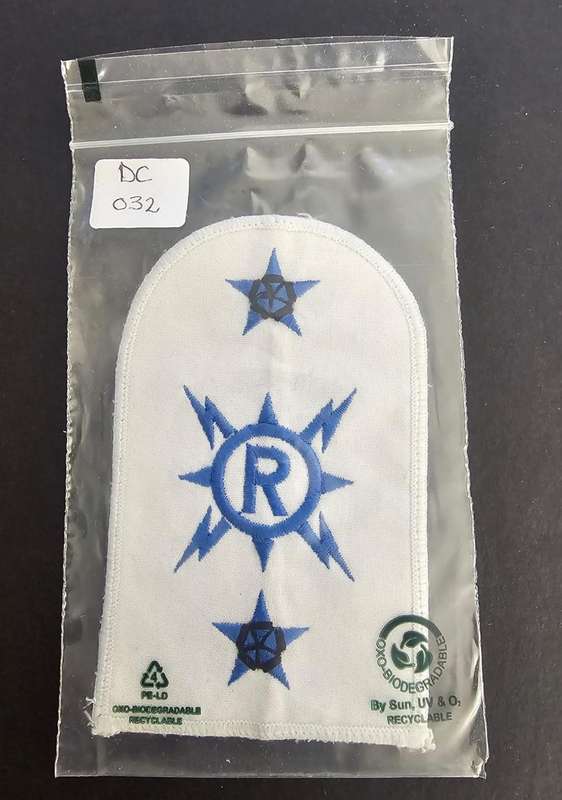 DC
032
R
PE-LD
OXO-BIODEGRADABLE
RECYCLABLE
OXO-BIODEGRADABLE
By Sun, UV & O₂
RECYCLABLE